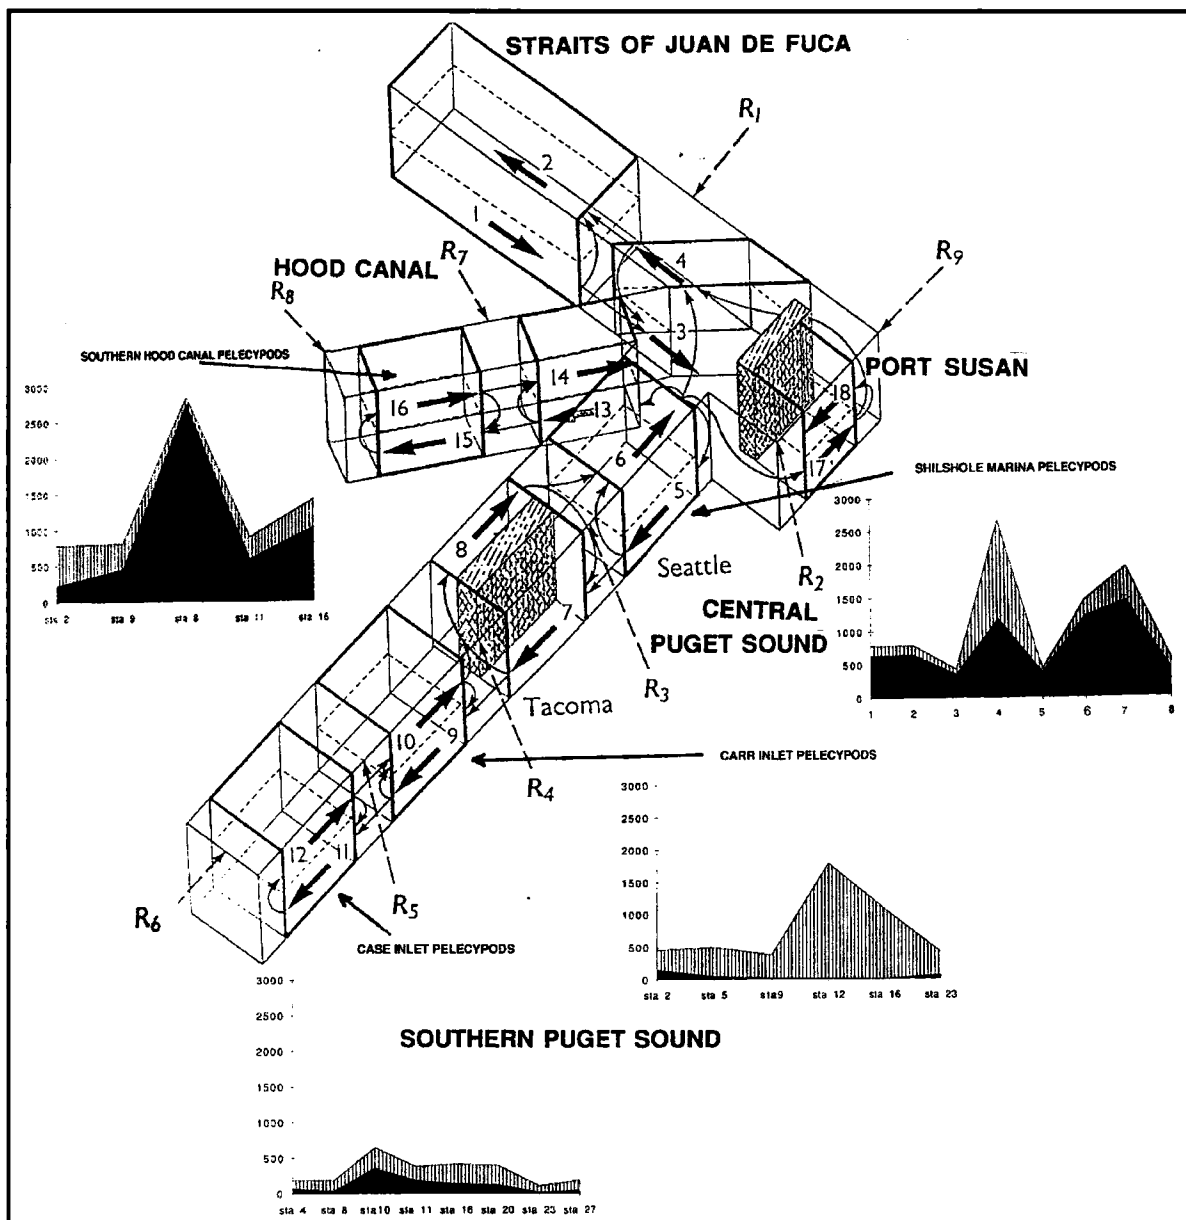 STRAITS OF JUAN DE FUCA
R1
2
1
4
R7
R9
HOOD CANAL
R8
3
SOUTHERN HOOD CANAL PELECYPODS
PORT SUSAN
14
18
16
13
15
6
17
SHILSHOLE MARINA PELECYPODS
5
3000
2500
2000
1500
1000
500
0
sta 2 sta 9 sta 8 sta 11 sta 16
8
Seattle
R2
3000
2500
2000
1500
1000
500
0
1 2 3 4 5 6 7 8
CENTRAL
PUGET SOUND
7
R3
Tacoma
10
9
CARR INLET PELECYPODS
R4
3000
2500
2000
1500
1000
500
0
sta 2 sta 5 sta9 sta 12 sta 16 sta 23
12
11
R6
R5
CASE INLET PELECYPODS
3000
2500
2000
1500
1000
500
0
sta 4 sta 8 sta10 sta 11 sta 16 sta 20 sta 23 sta 27
SOUTHERN PUGET SOUND